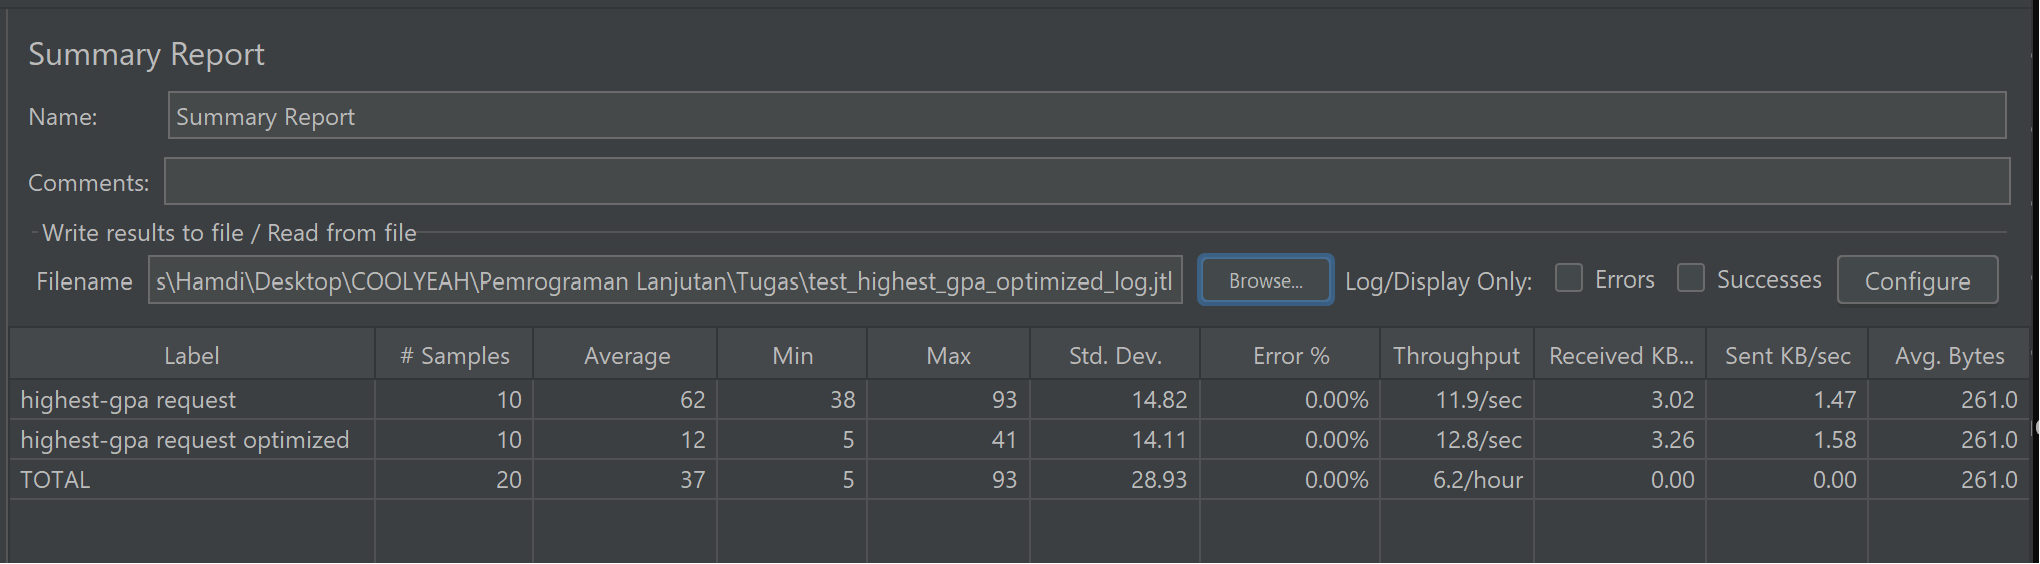 Summary Report
Name: Summary Report
Comments:
Write results to file / Read from file
Filename s\Hamdi\Desktop\COOLYEAH\Pemrograman Lanjutan\Tugas\test_highest_gpa_optimized_log.jtl Browse... Log/Display Only: Errors Successes Configure
Label # Samples Average Min Max Std. Dev. Error % Throughput Received KB... Sent KB/sec Avg. Bytes
highest-gpa request 10 62 38 93 14.82 0.00% 11.9/sec 3.02 1.47 261.0
highest-gpa request optimized 10 12 5 41 14.11 0.00% 12.8/sec 3.26 1.58 261.0
TOTAL 20 37 5 93 28.93 0.00% 6.2/hour 0.00 0.00 261.0